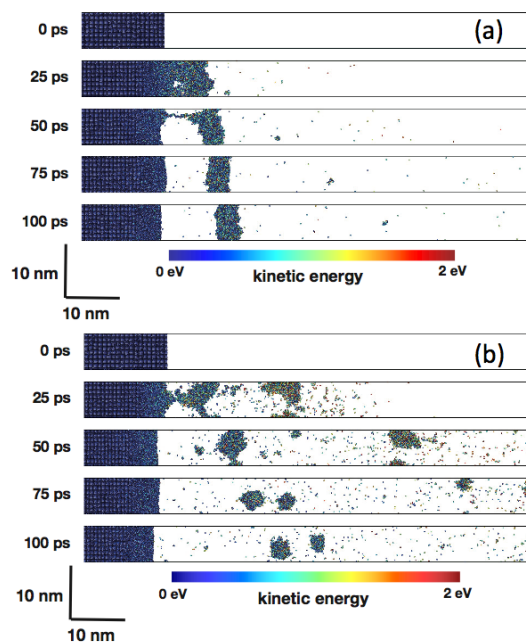 (a)
0 ps
25 ps
50 ps
75 ps
100 ps
0 eV
2 eV
kinetic energy
10 nm
10 nm
(b)
0 ps
25 ps
50 ps
75 ps
100 ps
0 eV
2 eV
kinetic energy
10 nm
10 nm